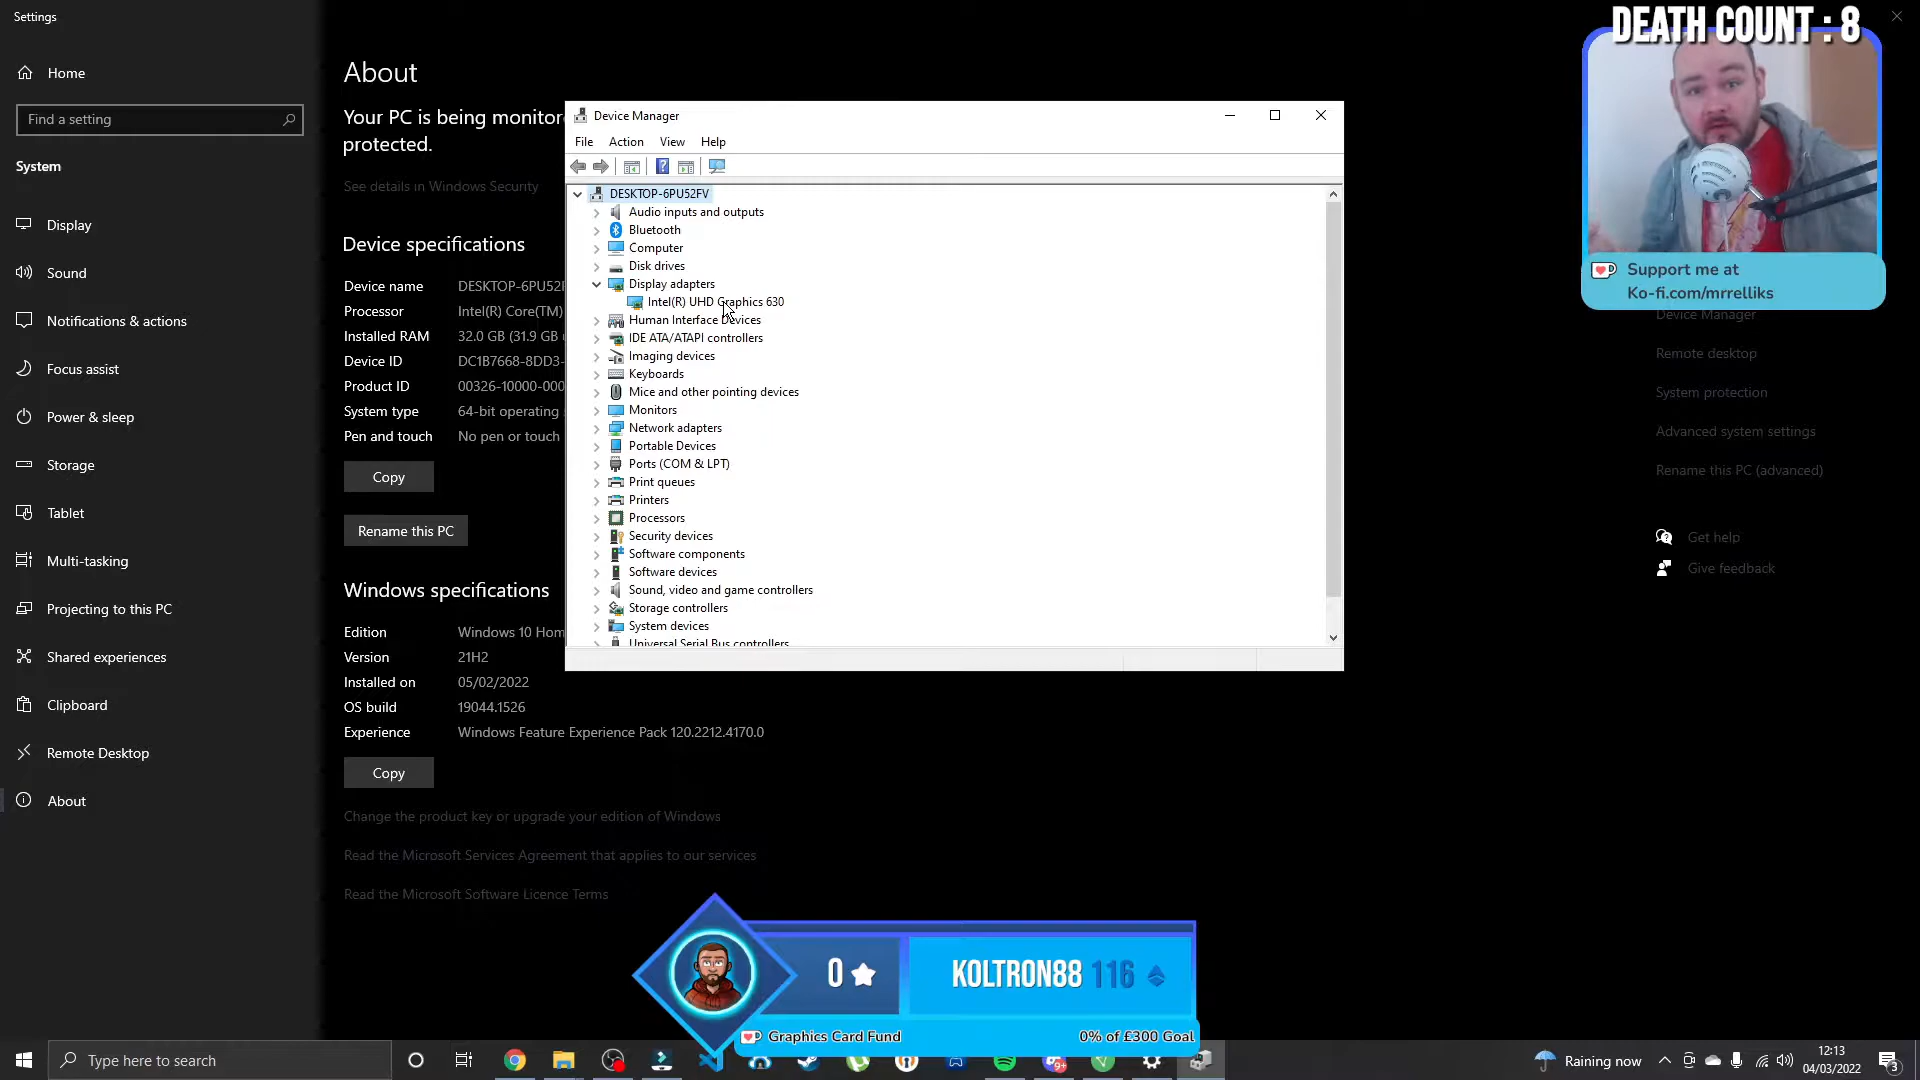 Settings
Home
Find a setting
System
Display
Sound
Notifications & actions
Focus assist
Power & sleep
Storage
Tablet
Multi-tasking
Projecting to this PC
Shared experiences
Clipboard
Remote Desktop
About
About
Your PC is being monitor
protected.
See details in Windows Security
Device specifications
Device name DESKTOP-6PU52F
Processor Intel(R) Core(TM)
Installed RAM 32.0 GB (31.9 GB
Device ID DC1B7668-8DD3-
Product ID 00326-10000-000
System type 64-bit operating
Pen and touch No pen or touch
Copy
Rename this PC
Windows specifications
Edition Windows 10 Hom
Version 21H2
Installed on 05/02/2022
OS build 19044.1526
Experience Windows Feature Experience Pack 120.2212.4170.0
Copy
Change the product key or upgrade your edition of Windows
Read the Microsoft Services Agreement that applies to our services
Read the Microsoft Software Licence Terms
Device Manager
File Action View Help
DESKTOP-6PU52FV
Audio inputs and outputs
Bluetooth
Computer
Disk drives
Display adapters
Intel(R) UHD Graphics 630
Human Interface Devices
IDE ATA/ATAPI controllers
Imaging devices
Keyboards
Mice and other pointing devices
Monitors
Network adapters
Portable Devices
Ports (COM & LPT)
Print queues
Printers
Processors
Security devices
Software components
Software devices
Sound, video and game controllers
Storage controllers
System devices
Universal Serial Bus controllers
DEATH COUNT : 8
Support me at
Ko-fi.com/mrrelliks
Device Manager
Remote desktop
System protection
Advanced system settings
Rename this PC (advanced)
Get help
Give feedback
0 KOLTRON88 116
Graphics Card Fund 0% of £300 Goal
Type here to search
9+
Raining now
12:13
04/03/2022
3